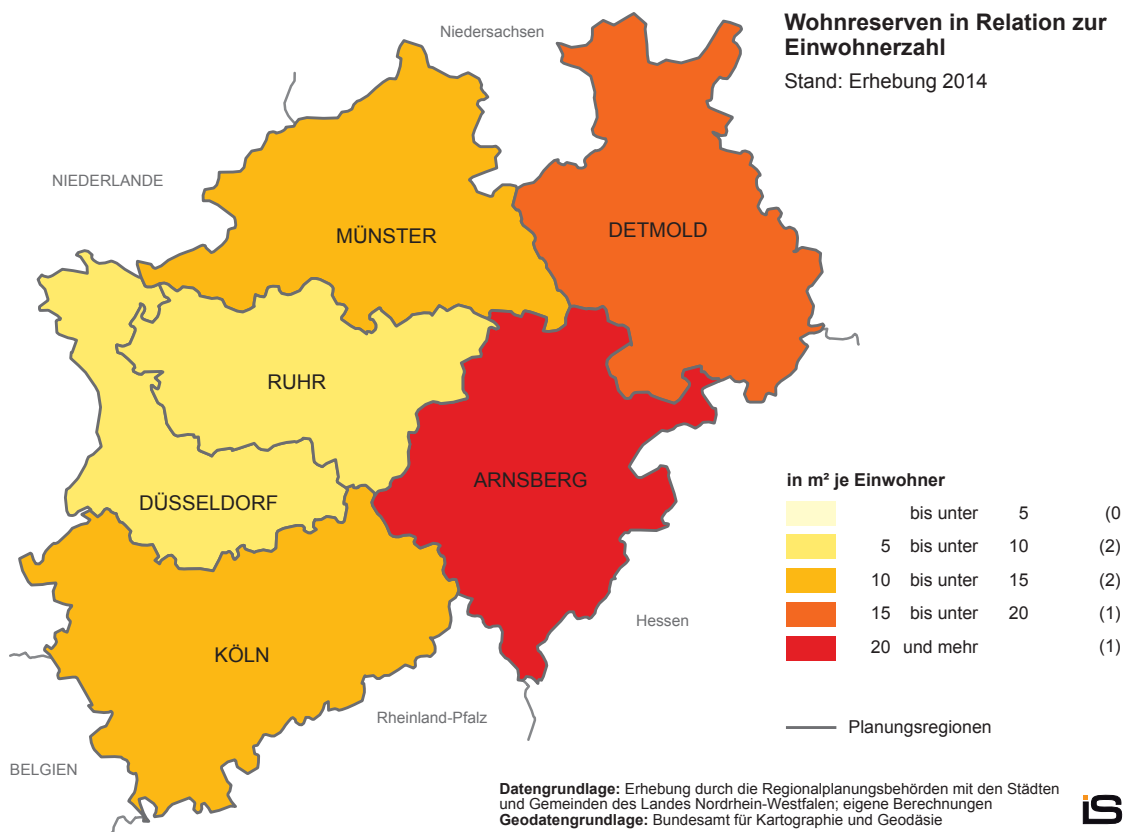 Wohnreserven in Relation zur
Einwohnerzahl
Stand: Erhebung 2014
Niedersachsen
NIEDERLANDE
MÜNSTER
DETMOLD
RUHR
ARNSBERG
DÜSSELDORF
KÖLN
Hessen
Rheinland-Pfalz
BELGIEN
in m² je Einwohner
bis unter 5 (0
5 bis unter 10 (2)
10 bis unter 15 (2)
15 bis unter 20 (1)
20 und mehr (1)
Planungsregionen
Datengrundlage: Erhebung durch die Regionalplanungsbehörden mit den Städten
und Gemeinden des Landes Nordrhein-Westfalen; eigene Berechnungen
Geodatengrundlage: Bundesamt für Kartographie und Geodäsie
is